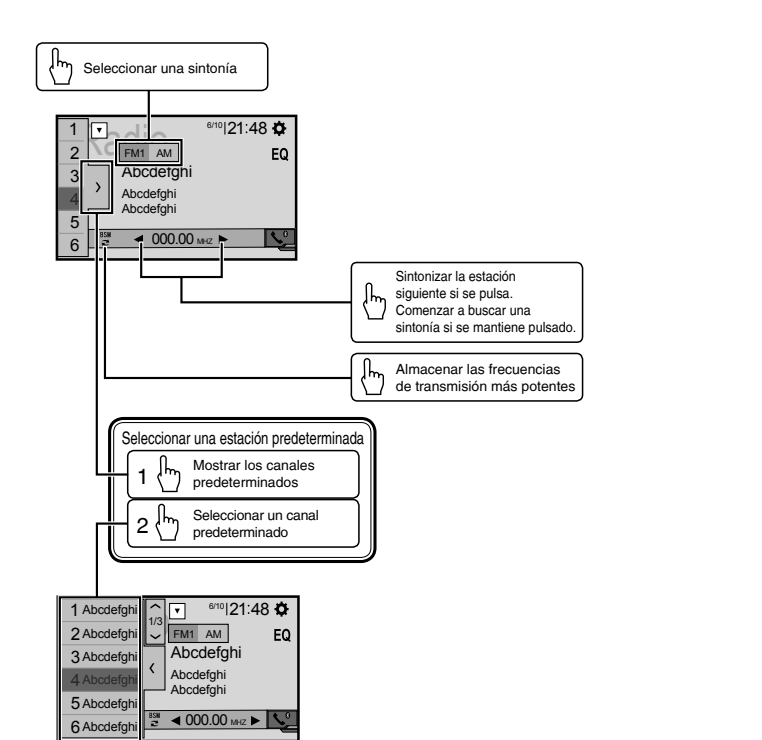 Seleccionar una sintonía
Radio
1
2
3
4
5
6
6/10 21:48
FM1 AM
EQ
Abcdefghi
Abcdefghi
Abcdefghi
BSM
000.00 MHZ
Sintonizar la estación
siguiente si se pulsa.
Comenzar a buscar una
sintonía si se mantiene pulsado.
Almacenar las frecuencias
de transmisión más potentes
Seleccionar una estación predeterminada
1 Mostrar los canales
predeterminados
2 Seleccionar un canal
predeterminado
1 Abcdefghi
2 Abcdefghi
3 Abcdefghi
4 Abcdefghi
5 Abcdefghi
6 Abcdefghi
1/3
6/10 21:48
FM1 AM
EQ
Abcdefghi
Abcdefghi
Abcdefghi
BSM
000.00 MHZ